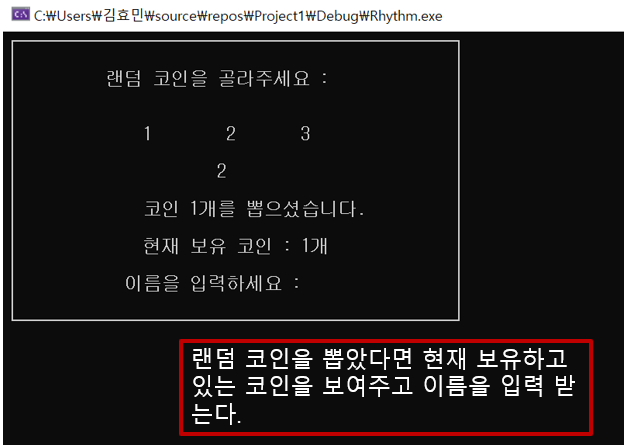 C:₩Users₩김효민₩source₩repos₩Project1₩Debug₩Rhythm.exe
랜덤 코인을 골라주세요 :
1 2 3
2
코인 1개를 뽑으셨습니다.
현재 보유 코인 : 1개
이름을 입력하세요 :
랜덤 코인을 뽑았다면 현재 보유하고
있는 코인을 보여주고 이름을 입력 받
는다.